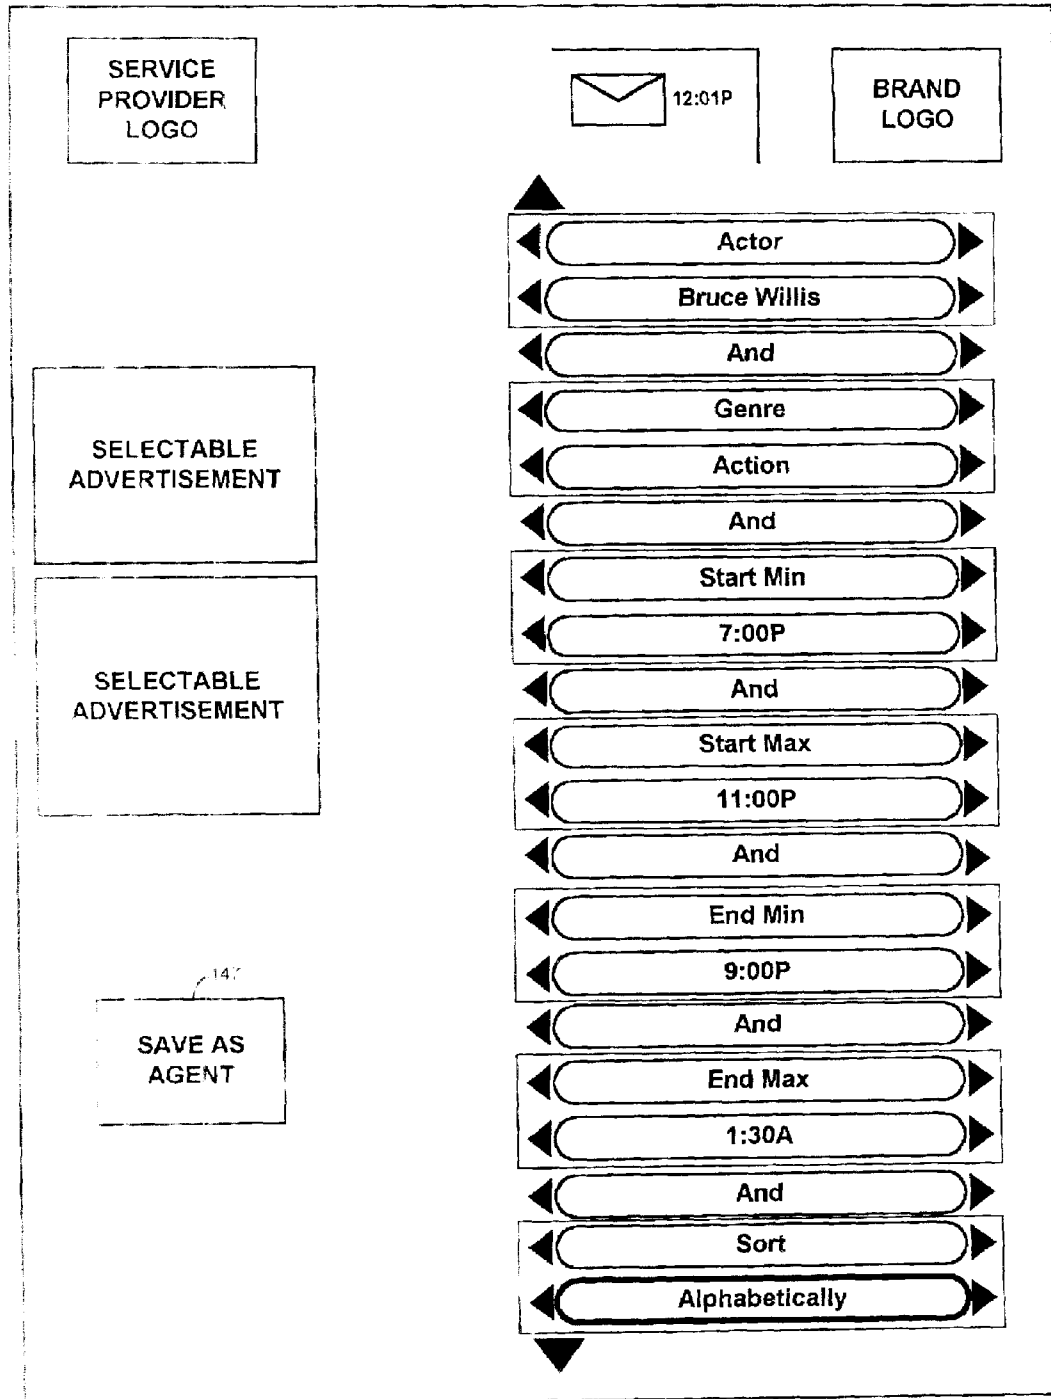 SERVICE
PROVIDER
LOGO
12:01P
BRAND
LOGO
Actor
Bruce Willis
And
Genre
Action
And
Start Min
7:00P
And
Start Max
11:00P
And
End Min
9:00P
And
End Max
1:30A
And
Sort
Alphabetically
SELECTABLE
ADVERTISEMENT
SELECTABLE
ADVERTISEMENT
SAVE AS
AGENT